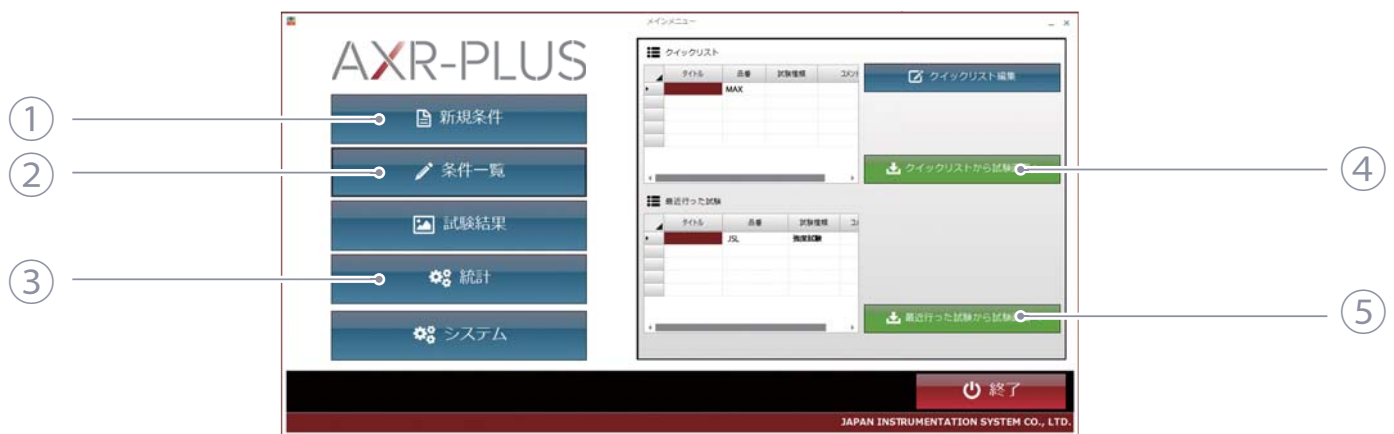 メインメニュー
AXR-PLUS
① 新規条件
② 条件一覧
試験結果
③ 統計
システム
クイックリスト
タイトル 品番 試験種類 コメント
MAX
クイックリスト編集
クイックリストから試験 ④
最近行った試験
タイトル 品番 試験種類 コ
JSL 強度試験
最近行った試験から試験 ⑤
終了
JAPAN INSTRUMENTATION SYSTEM CO., LTD.